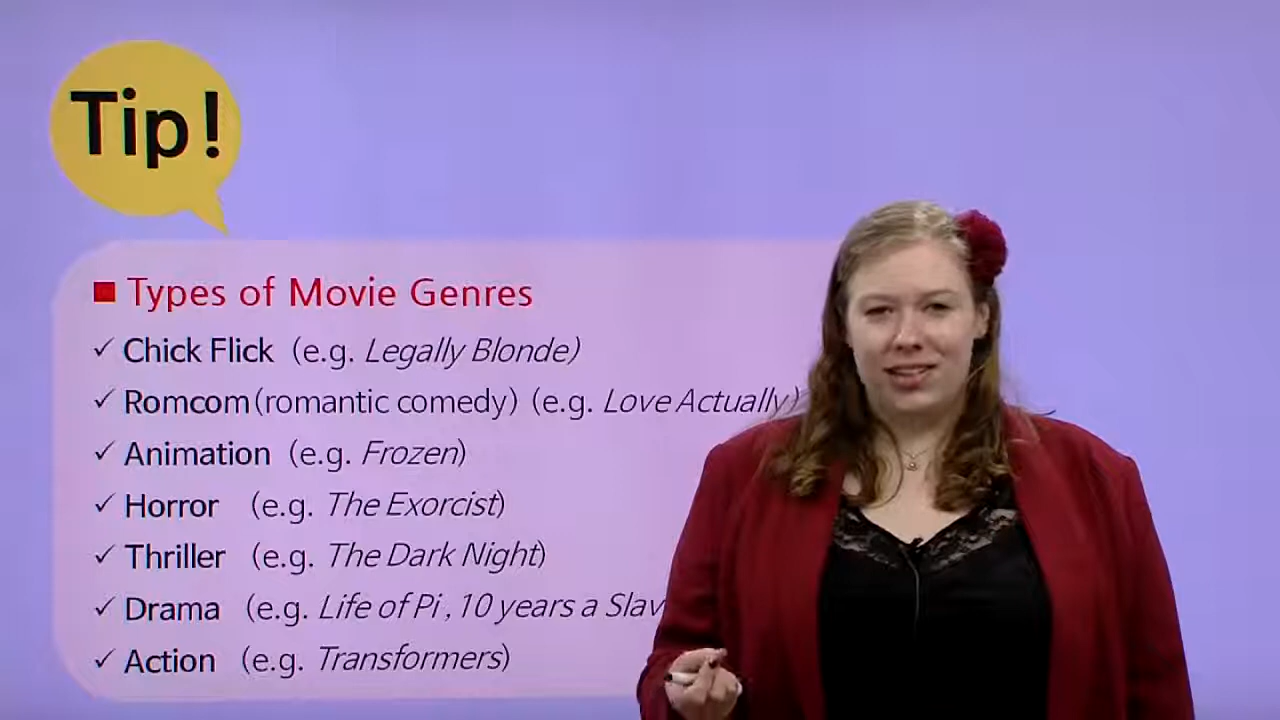 Tip!
■ Types of Movie Genres
✓ Chick Flick (e.g. Legally Blonde)
✓ Romcom (romantic comedy) (e.g. Love Actually)
✓ Animation (e.g. Frozen)
✓ Horror (e.g. The Exorcist)
✓ Thriller (e.g. The Dark Night)
✓ Drama (e.g. Life of Pi, 10 years a Slav
✓ Action (e.g. Transformers)